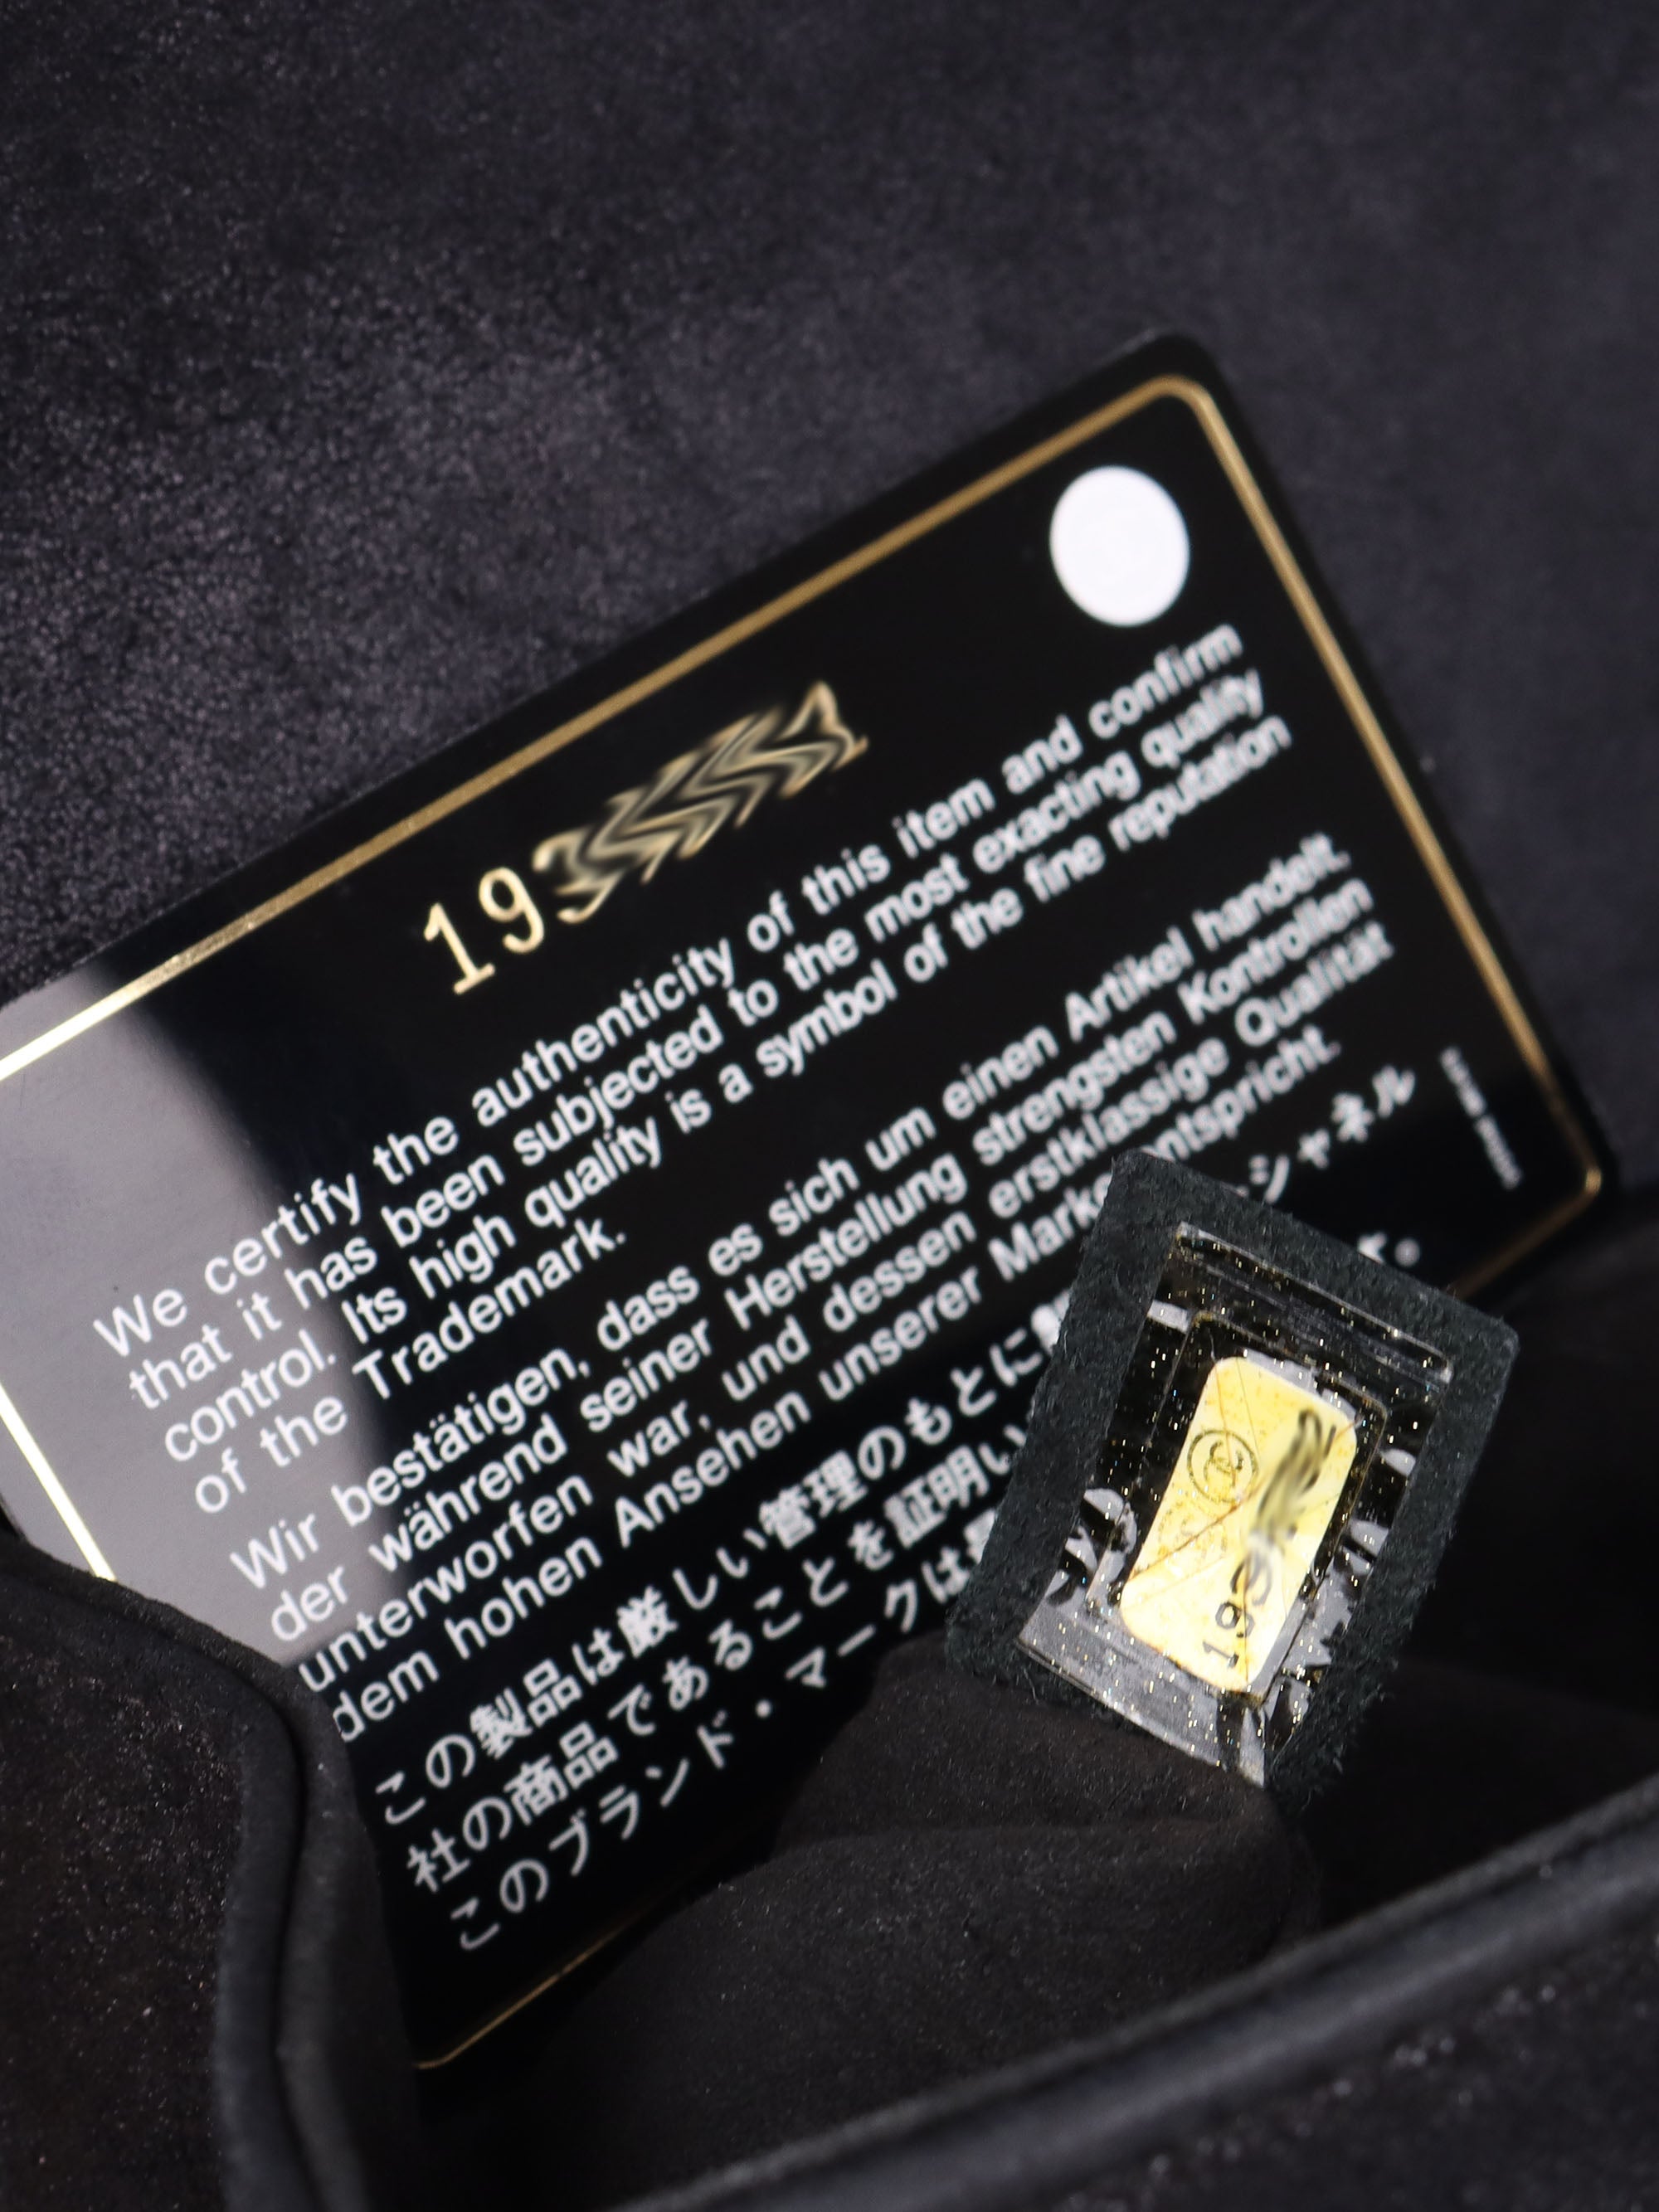 19
We certify the authenticity of this item and confirm
that it has been subjected to the most exacting quality
control. Its high quality is a symbol of the fine reputation
of the Trademark.
Wir bestätigen, dass es sich um einen Artikel handelt.
der während seiner Herstellung strengsten Kontrollen
unterworfen war, und dessen erstklassige Qualität
dem hohen Ansehen unserer Marke entspricht.
この製品は厳しい管理のもとに シャネル
社の商品であることを証明い
このブランド・マークは
193